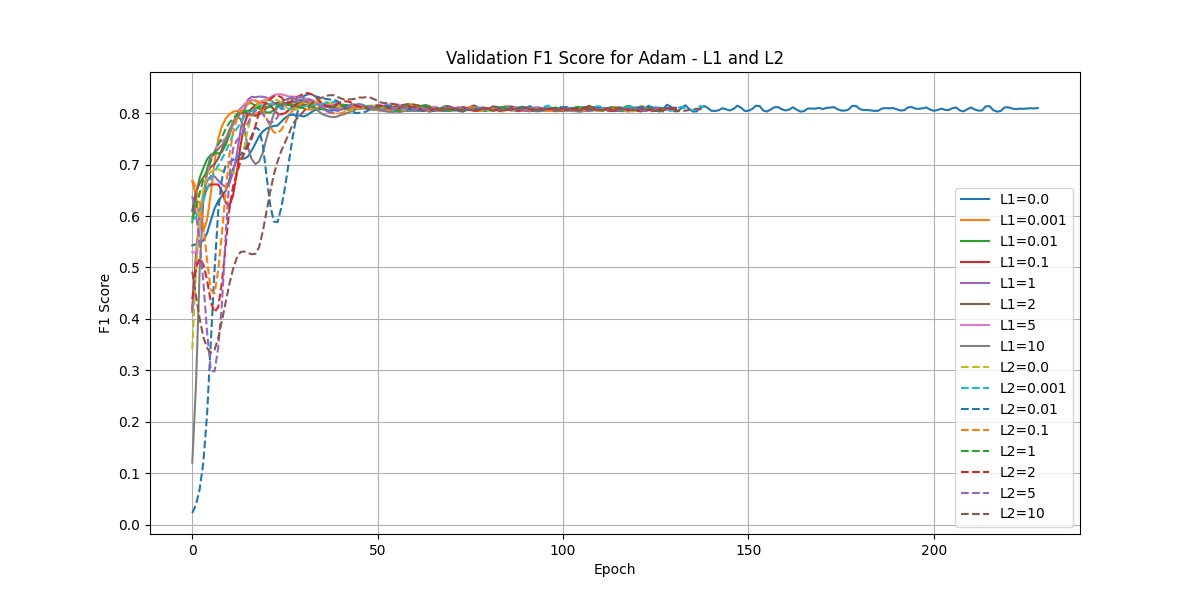 Validation F1 Score for Adam - L1 and L2
F1 Score
0.8
0.7
0.6
0.5
0.4
0.3
0.2
0.1
0.0
L1=0.0
L1=0.001
L1=0.01
L1=0.1
L1=1
L1=2
L1=5
L1=10
L2=0.0
L2=0.001
L2=0.01
L2=0.1
L2=1
L2=2
L2=5
L2=10
0 50 100 150 200
Epoch